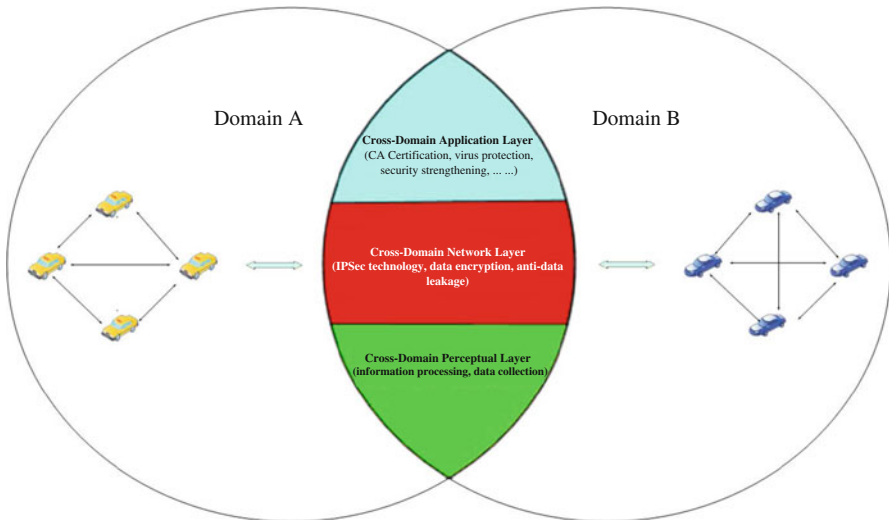 Domain A
Domain B
Cross-Domain Application Layer
(CA Certification, virus protection,
security strengthening, ... ...)
Cross-Domain Network Layer
(IPSec technology, data encryption, anti-data
leakage)
Cross-Domain Perceptual Layer
(information processing, data collection)